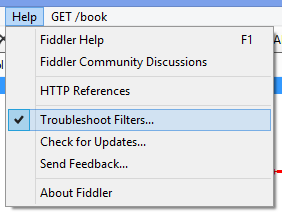 Help GET /book
Fiddler Help F1
Fiddler Community Discussions
HTTP References
Troubleshoot Filters...
Check for Updates...
Send Feedback...
About Fiddler